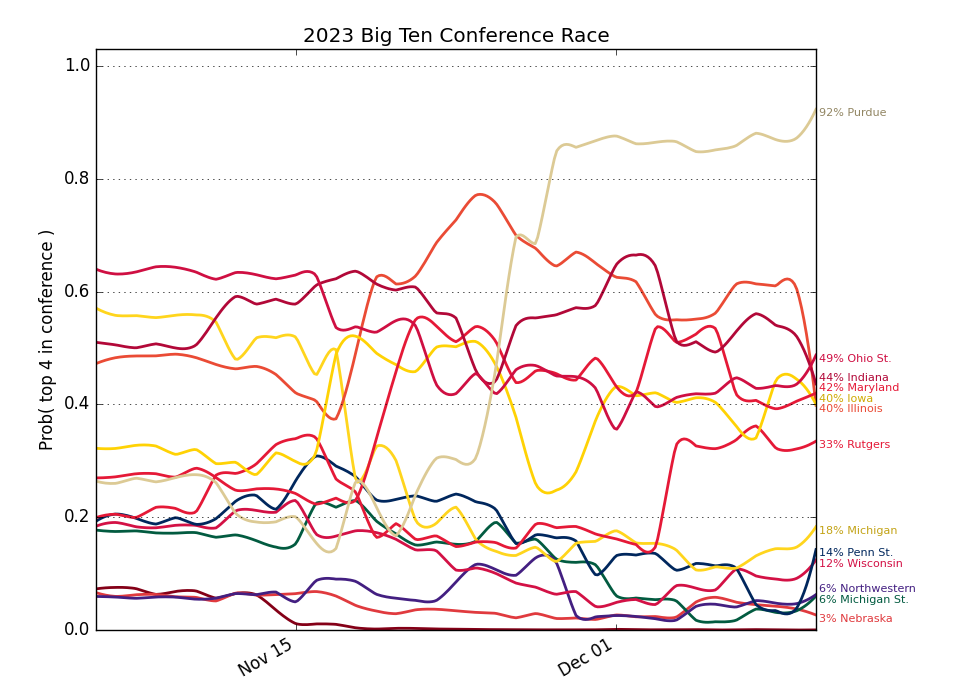 2023 Big Ten Conference Race
Prob( top 4 in conference )
1.0
0.8
0.6
0.4
0.2
0.0
Nov 15
Dec 01
92% Purdue
49% Ohio St.
44% Indiana
42% Maryland
40% Iowa
40% Illinois
33% Rutgers
18% Michigan
14% Penn St.
12% Wisconsin
6% Northwestern
6% Michigan St.
3% Nebraska